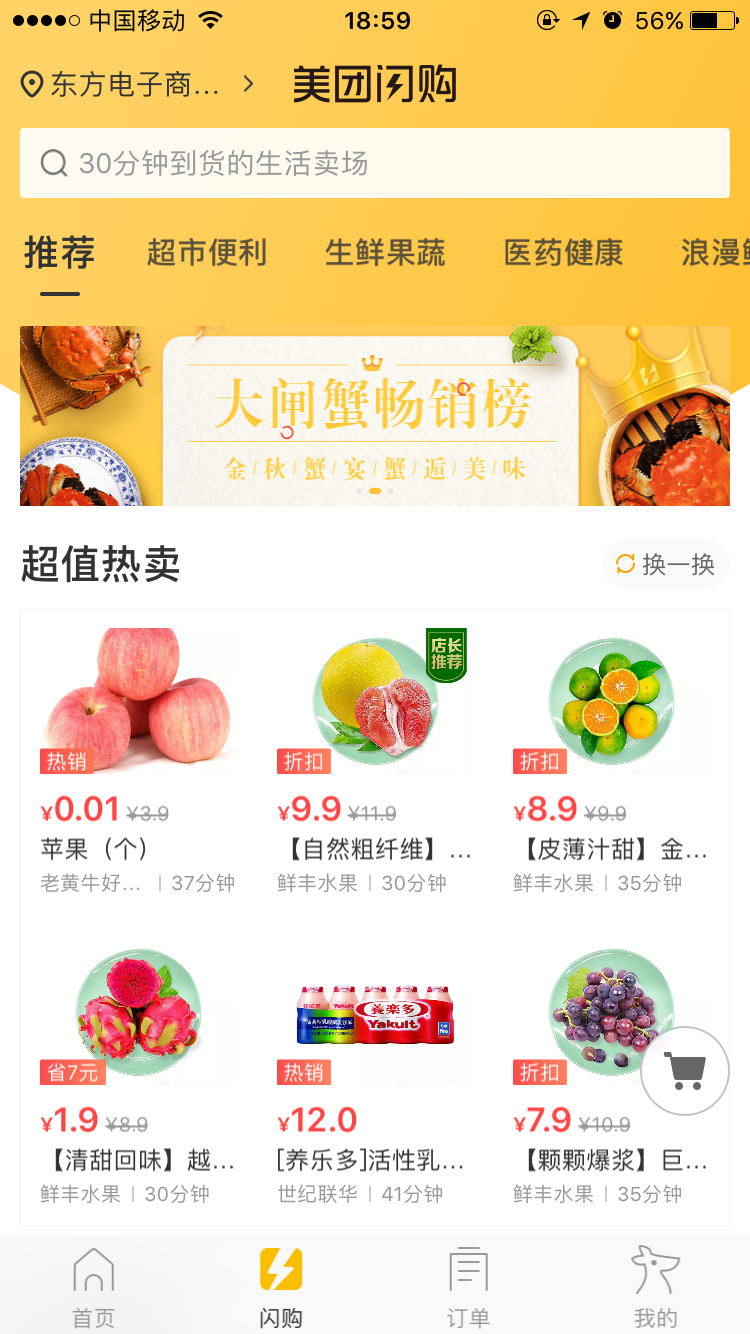 中国移动 18:59 56%
东方电子商... 美团闪购
30分钟到货的生活卖场
推荐 超市便利 生鲜果蔬 医药健康 浪漫
大闸蟹畅销榜
金/秋/蟹/宴/蟹/逅/美/味
超值热卖 换一换
店长
推荐
热销 折扣 折扣
¥0.01 ¥3.9 ¥9.9 ¥11.9 ¥8.9 ¥9.9
苹果（个） 【自然粗纤维】... 【皮薄汁甜】金...
老黄牛好... | 37分钟 鲜丰水果 | 30分钟 鲜丰水果 | 35分钟
養樂多
Yakult
省7元 热销 折扣
¥1.9 ¥8.9 ¥12.0 ¥7.9 ¥10.9
【清甜回味】越... [养乐多]活性乳... 【颗颗爆浆】巨...
鲜丰水果 | 30分钟 世纪联华 | 41分钟 鲜丰水果 | 35分钟
首页 闪购 订单 我的